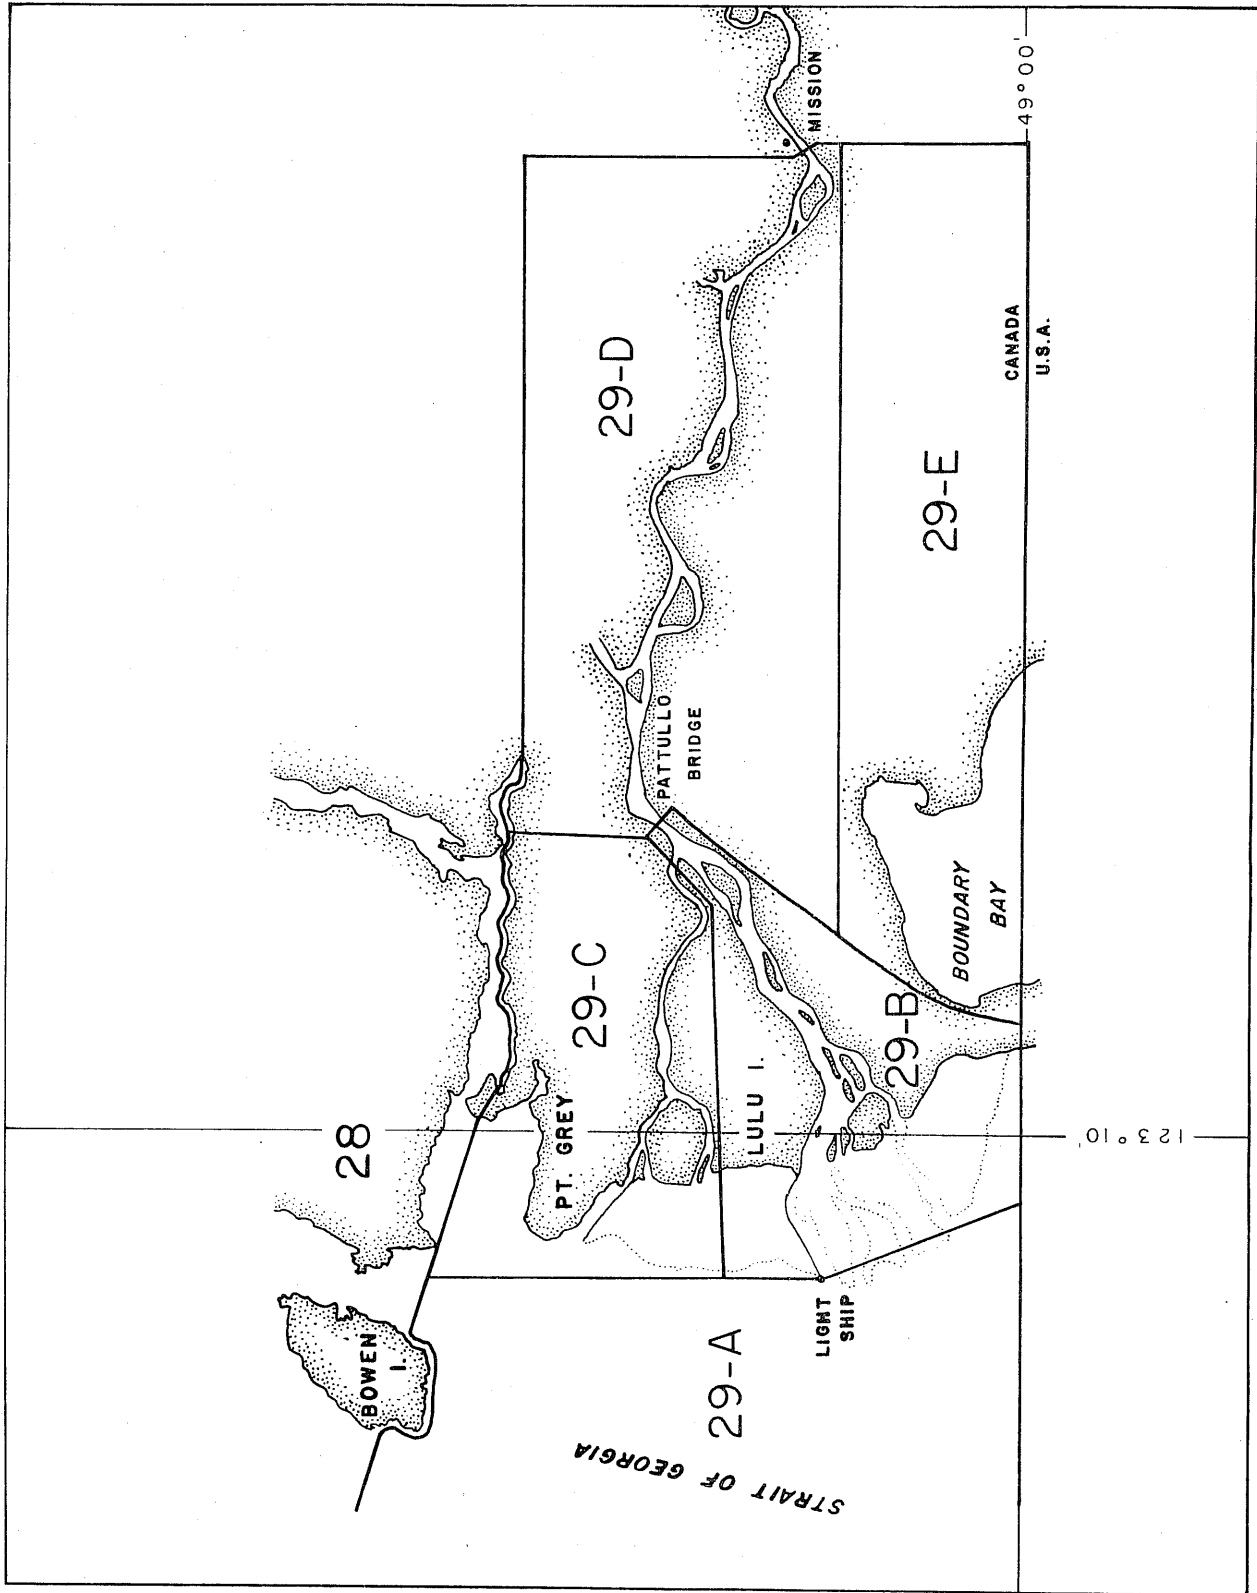 28
BOWEN
I.
PT. GREY
29-C
29-D
MISSION
STRAIT OF GEORGIA
29-A
LIGHT
SHIP
LULU I.
29-B
PATTULLO
BRIDGE
29-E
BOUNDARY
BAY
CANADA
U.S.A.
49°00'
123°10'